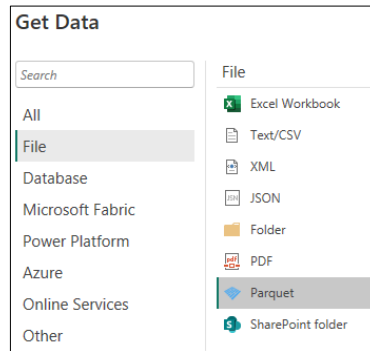 Get Data
Search
All
File
Database
Microsoft Fabric
Power Platform
Azure
Online Services
Other
File
Excel Workbook
Text/CSV
XML
JSON
Folder
PDF
Parquet
SharePoint folder